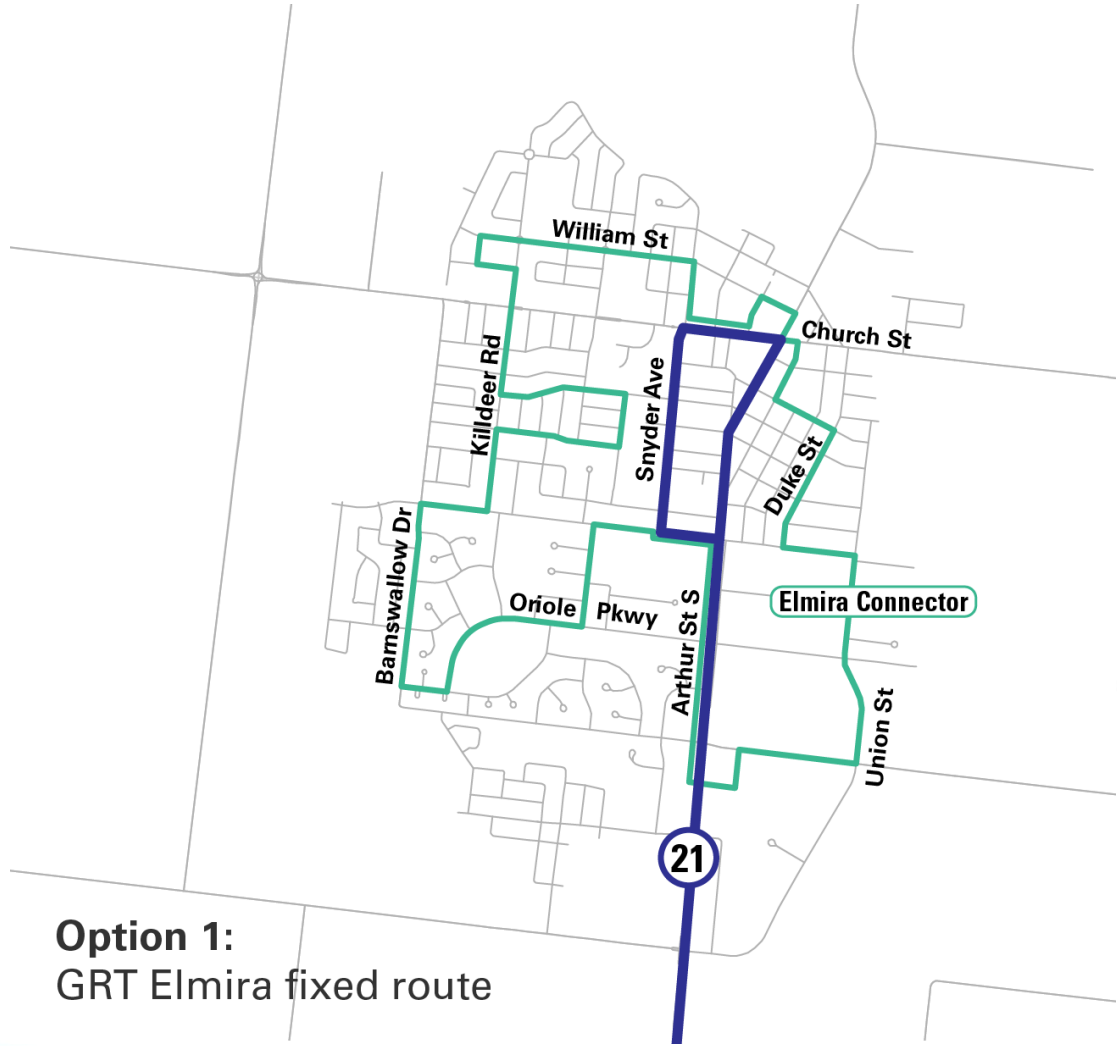 William St
Church St
Killdeer Rd
Snyder Ave
Duke St
Barnswallow Dr
Oriole Pkwy
Elmira Connector
Arthur St S
Union St
21
Option 1:
GRT Elmira fixed route